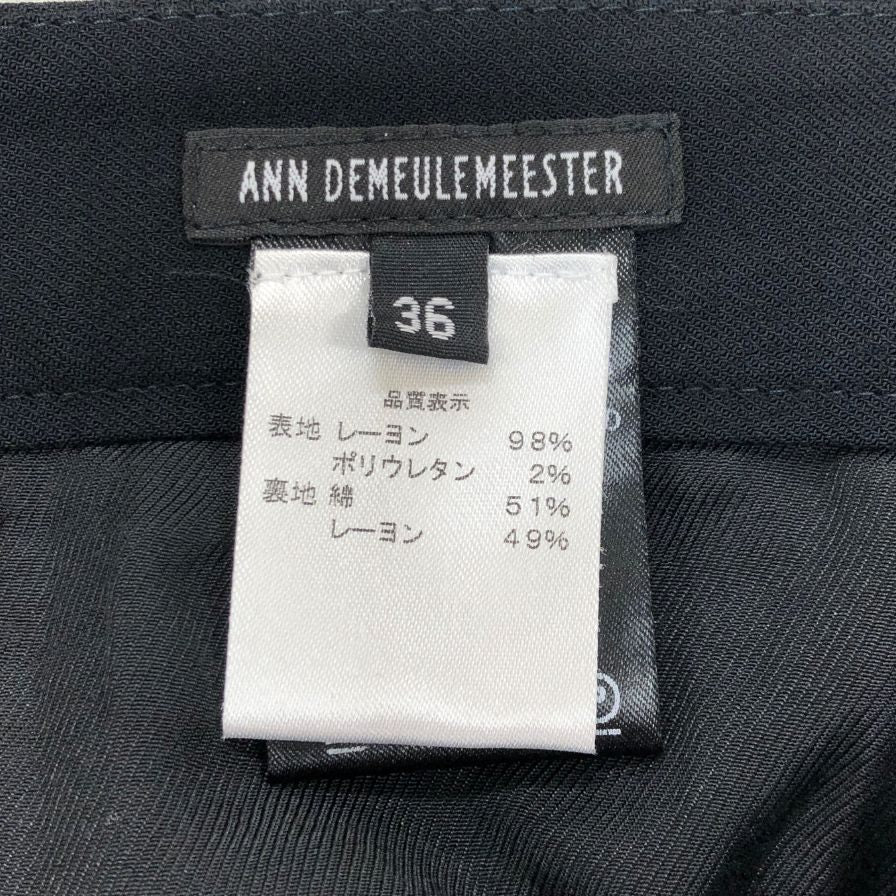 ANN DEMEULEMEESTER
36
品質表示
表地 レーヨン 98%
ポリウレタン 2%
裏地 綿 51%
レーヨン 49%